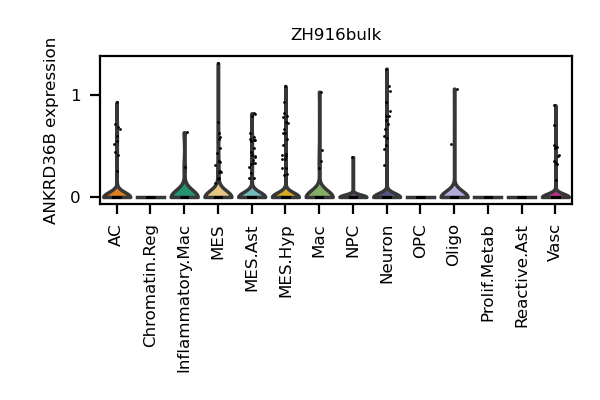 ZH916bulk
ANKRD36B expression
1
0
AC
Chromatin.Reg
Inflammatory.Mac
MES
MES.Ast
MES.Hyp
Mac
NPC
Neuron
OPC
Oligo
Prolif.Metab
Reactive.Ast
Vasc